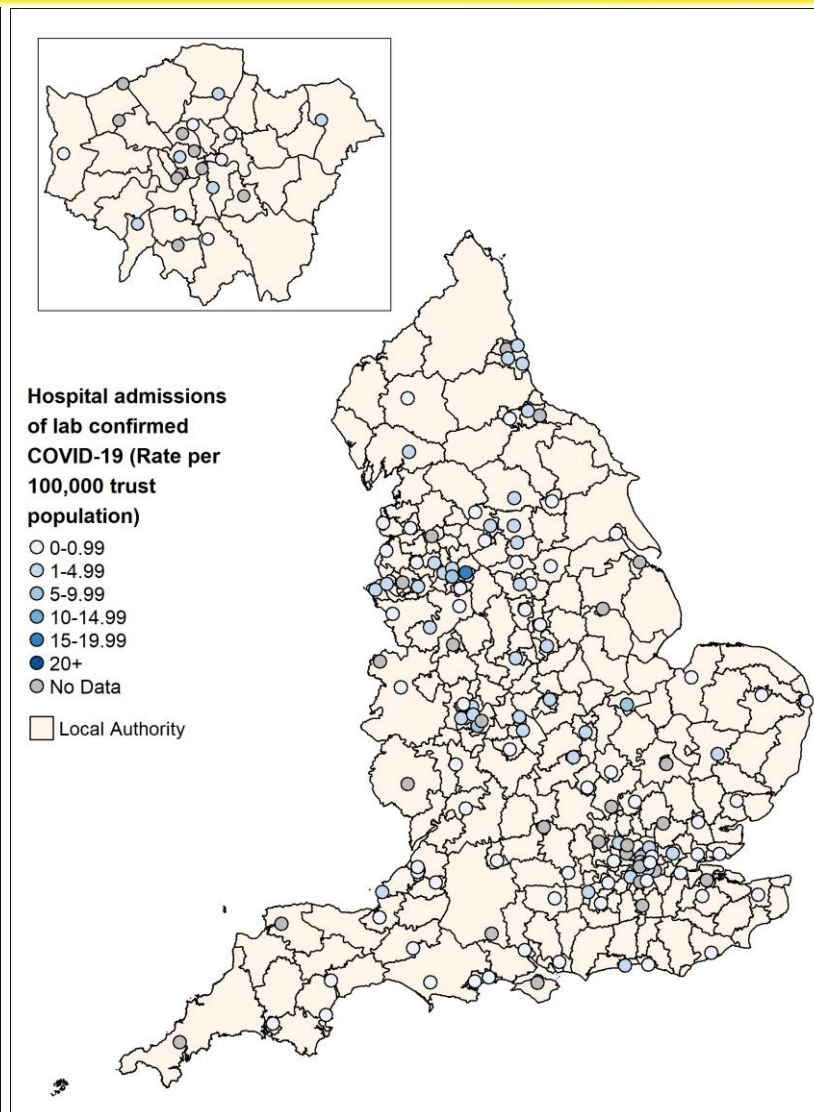 Hospital admissions
of lab confirmed
COVID-19 (Rate per
100,000 trust
population)
0-0.99
1-4.99
5-9.99
10-14.99
15-19.99
20+
No Data
Local Authority